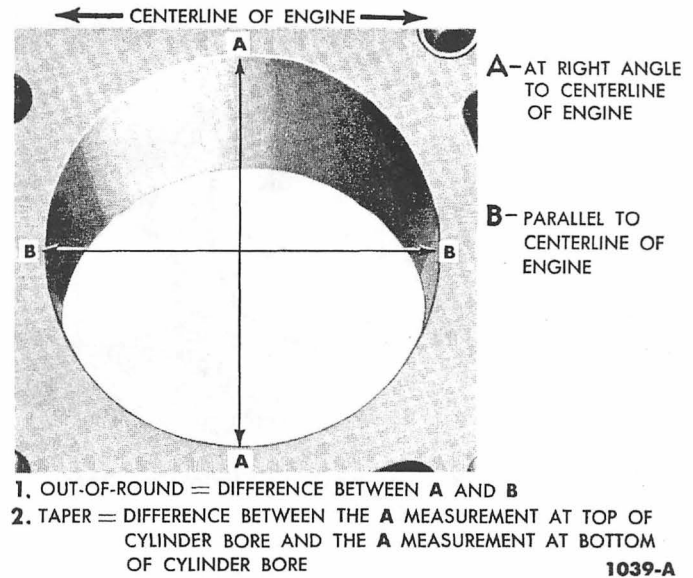 CENTERLINE OF ENGINE
A
A–AT RIGHT ANGLE
TO CENTERLINE
OF ENGINE
B
B
B–PARALLEL TO
CENTERLINE OF
ENGINE
A
1. OUT-OF-ROUND = DIFFERENCE BETWEEN A AND B
2. TAPER = DIFFERENCE BETWEEN THE A MEASUREMENT AT TOP OF
CYLINDER BORE AND THE A MEASUREMENT AT BOTTOM
OF CYLINDER BORE
1039-A